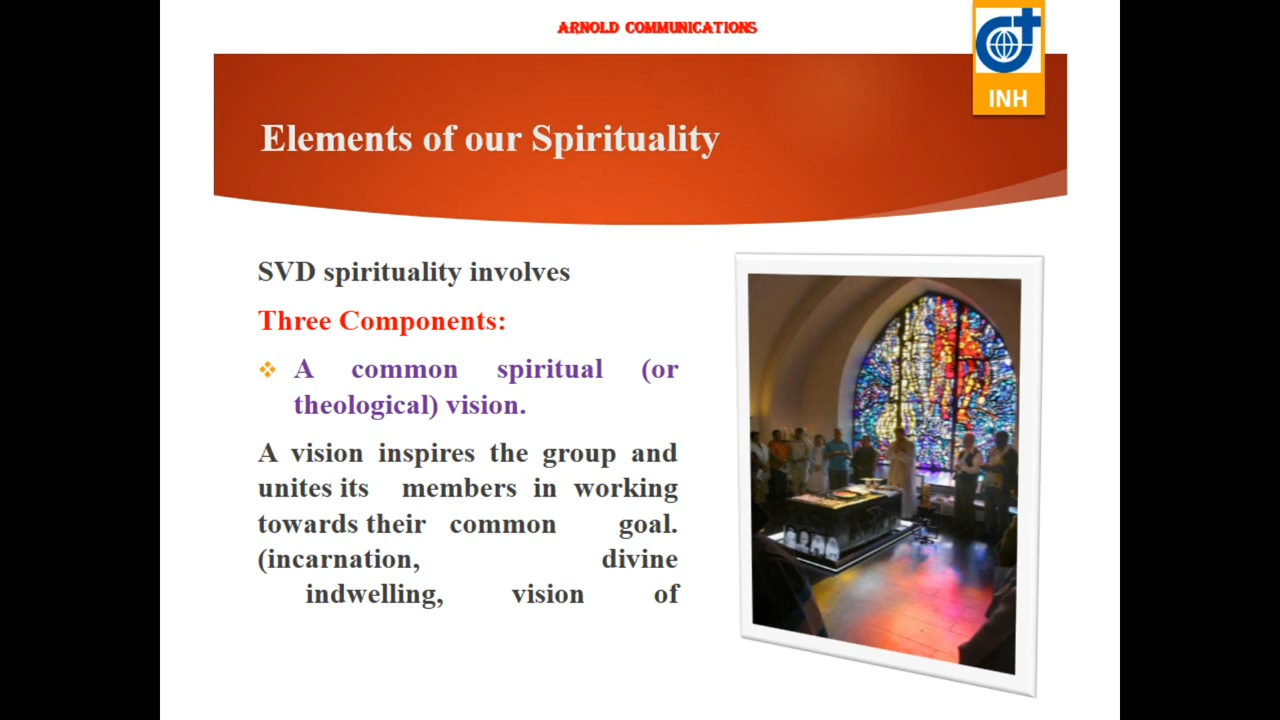 ARNOLD COMMUNICATIONS
INH
Elements of our Spirituality
SVD spirituality involves
Three Components:
A common spiritual (or
theological) vision.
A vision inspires the group and
unites its members in working
towards their common goal.
(incarnation, divine
indwelling, vision of